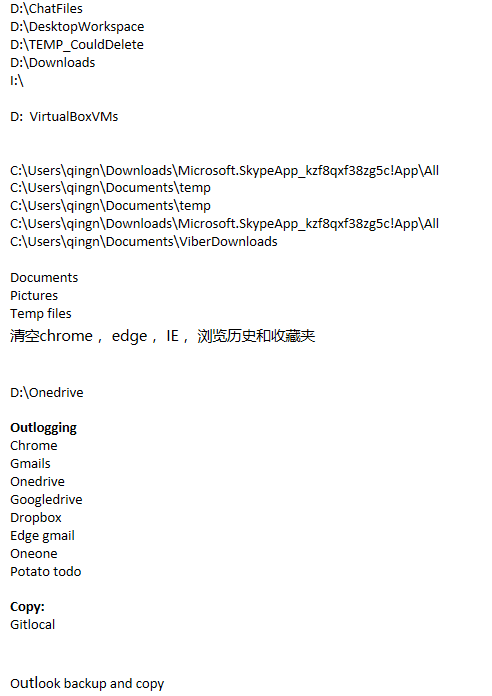 D:\ChatFiles
D:\DesktopWorkspace
D:\TEMP_CouldDelete
D:\Downloads
I:\
D:  VirtualBoxVMs
C:\Users\qingn\Downloads\Microsoft.SkypeApp_kzf8qxf38zg5c!App\All
C:\Users\qingn\Documents\temp
C:\Users\qingn\Documents\temp
C:\Users\qingn\Downloads\Microsoft.SkypeApp_kzf8qxf38zg5c!App\All
C:\Users\qingn\Documents\ViberDownloads
Documents
Pictures
Temp files
清空chrome ，edge ，IE ，浏览历史和收藏夹
D:\Onedrive
Outlogging
Chrome
Gmails
Onedrive
Googledrive
Dropbox
Edge gmail
Oneone
Potato todo
Copy:
Gitlocal
Outlook backup and copy